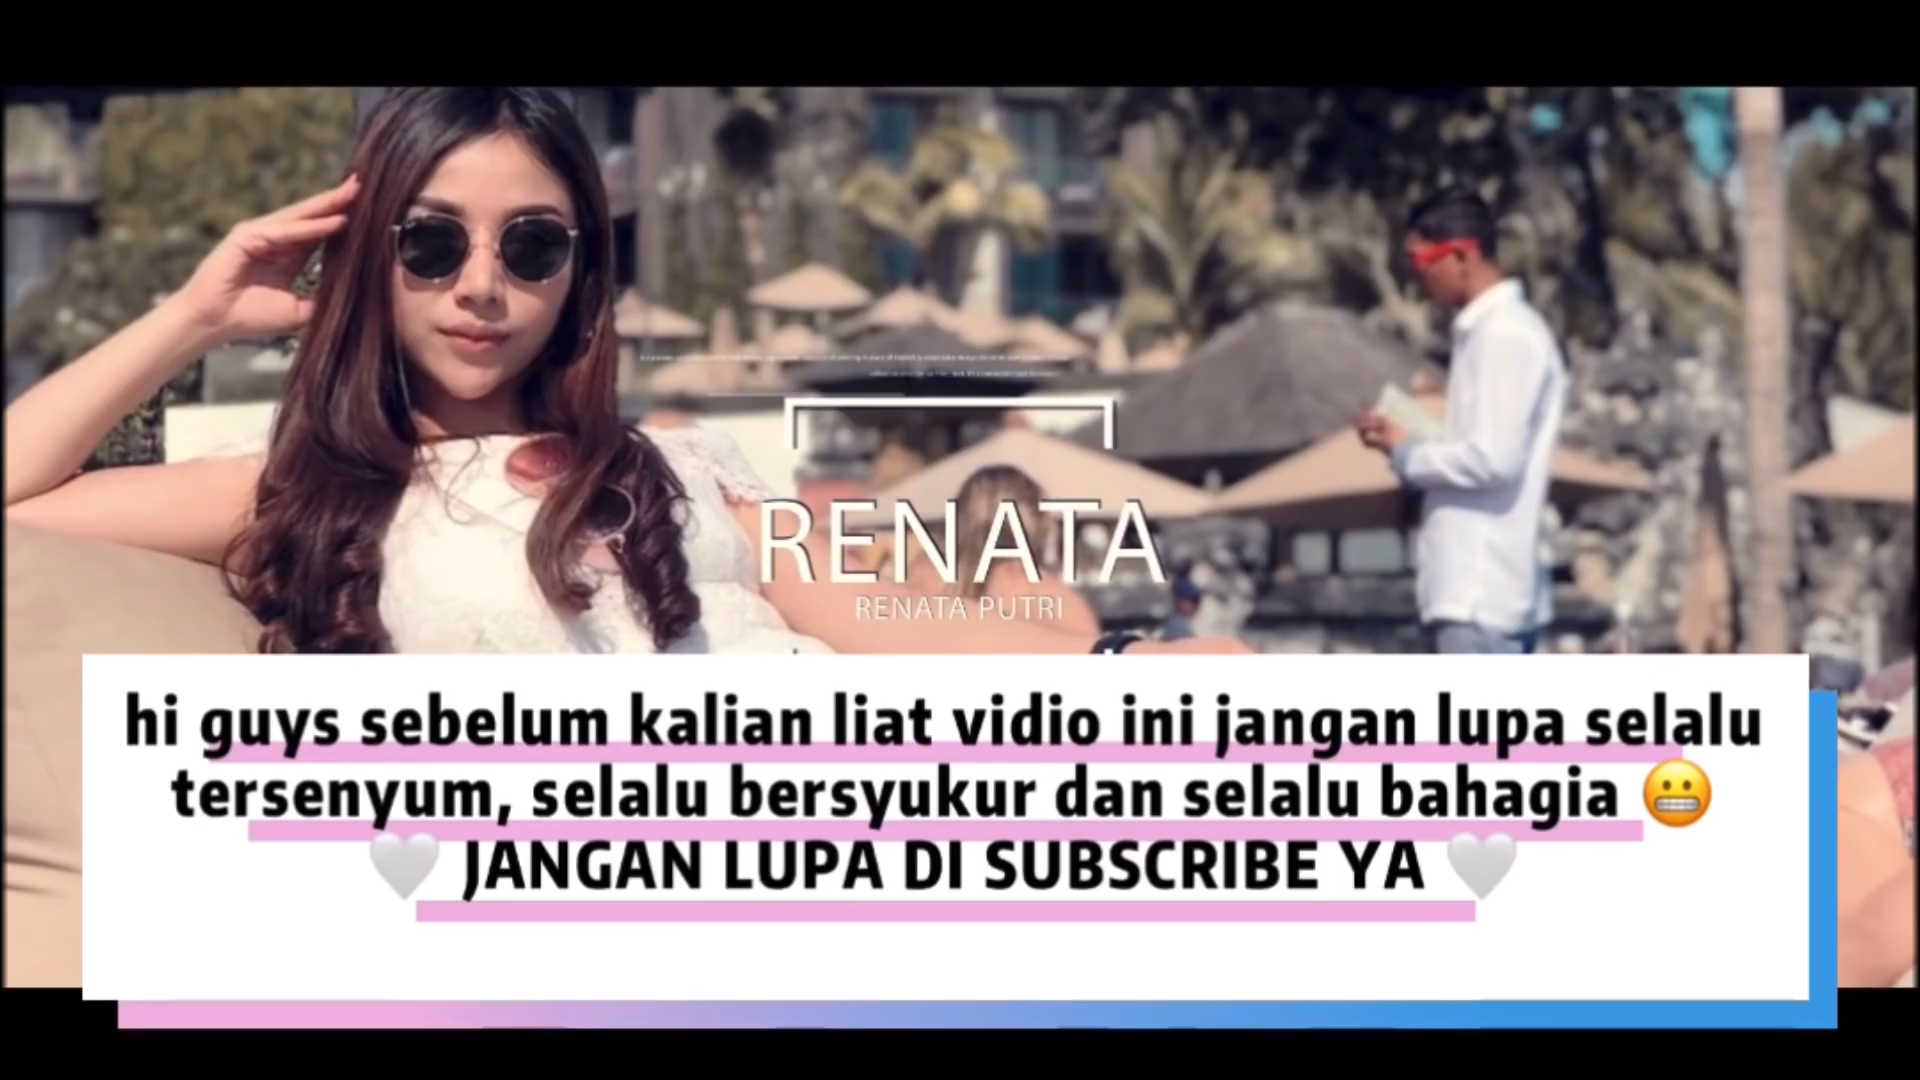 RENATA
RENATA PUTRI
hi guys sebelum kalian liat vidio ini jangan lupa selalu
tersenyum, selalu bersyukur dan selalu bahagia 😬
🤍 JANGAN LUPA DI SUBSCRIBE YA 🤍